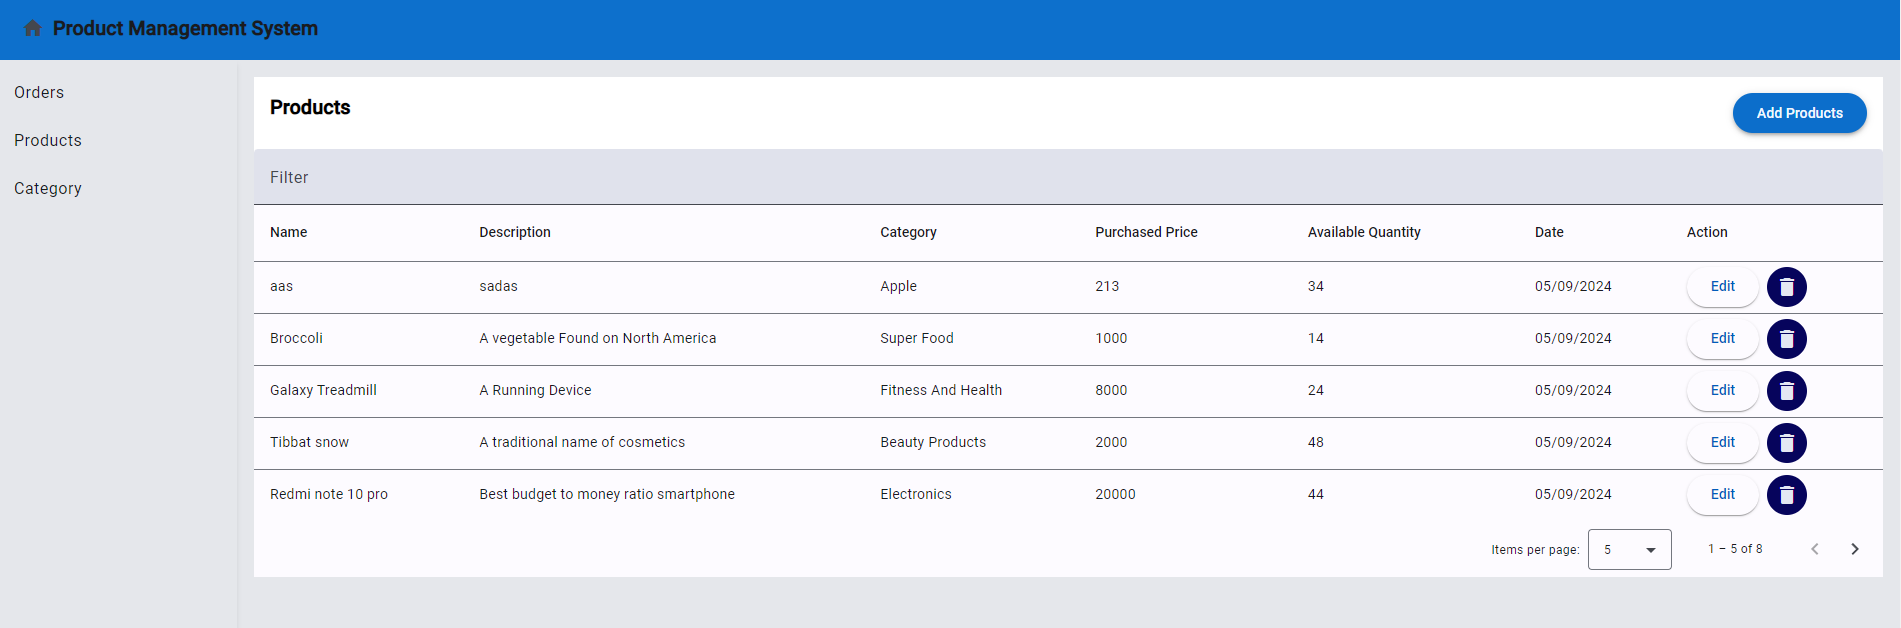 Product Management System
Orders
Products
Category
Products
Add Products
Filter
Name Description Category Purchased Price Available Quantity Date Action
aas sadas Apple 213 34 05/09/2024 Edit
Broccoli A vegetable Found on North America Super Food 1000 14 05/09/2024 Edit
Galaxy Treadmill A Running Device Fitness And Health 8000 24 05/09/2024 Edit
Tibbat snow A traditional name of cosmetics Beauty Products 2000 48 05/09/2024 Edit
Redmi note 10 pro Best budget to money ratio smartphone Electronics 20000 44 05/09/2024 Edit
Items per page: 5 1 – 5 of 8